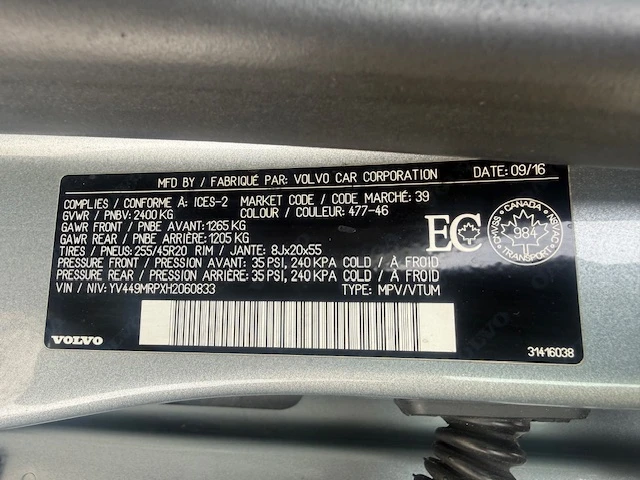 MFD BY / FABRIQUÉ PAR: VOLVO CAR CORPORATION DATE: 09/16
COMPLIES / CONFORME À: ICES-2 MARKET CODE / CODE MARCHÉ: 39
GVWR / PNBV: 2400 KG COLOUR / COULEUR: 477-46
GAWR FRONT / PNBE AVANT: 1265 KG
GAWR REAR / PNBE ARRIÈRE: 1205 KG
TIRES / PNEUS: 255/45R20 RIM / JANTE: 8Jx20x55
PRESSURE FRONT / PRESSION AVANT: 35 PSI, 240 KPA COLD / À FROID
PRESSURE REAR / PRESSION ARRIÈRE: 35 PSI, 240 KPA COLD / À FROID
VIN / NIV: YV449MRPXH2060833 TYPE: MPV/VTUM
EC
CANADA
CMVSS
984
NSVAC
TRANSPORT
VOLVO
31416038